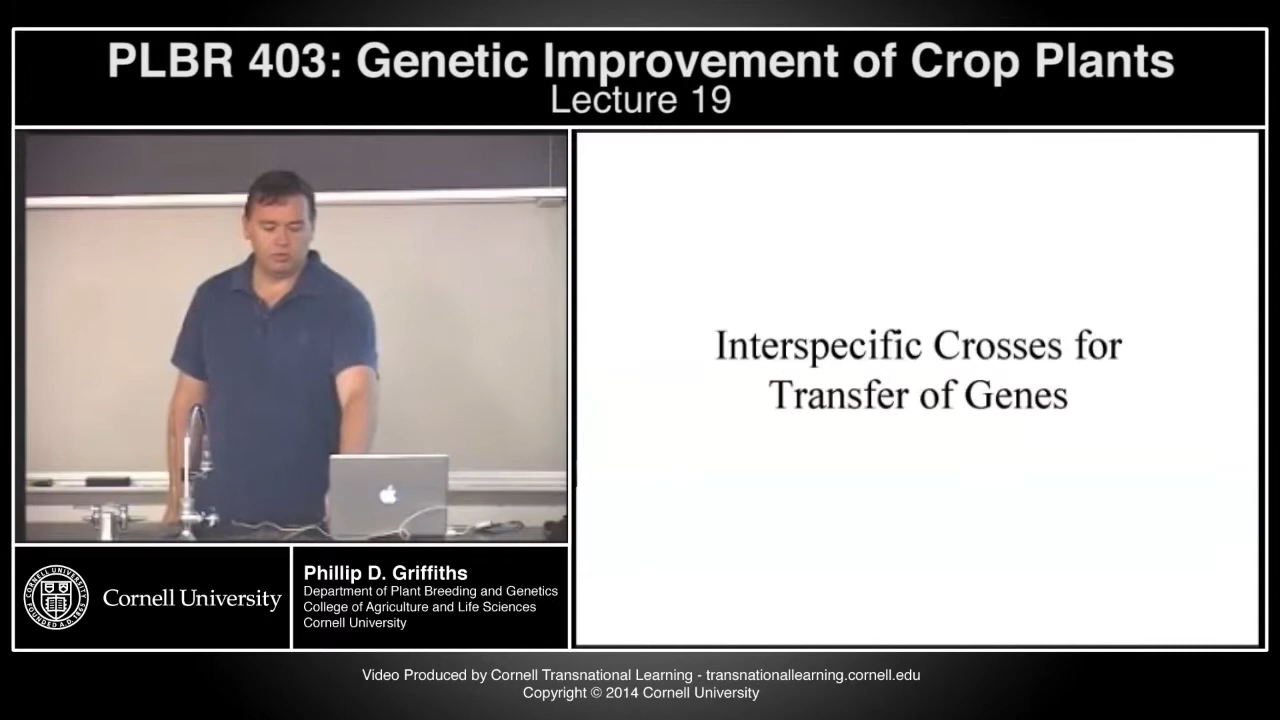 PLBR 403: Genetic Improvement of Crop Plants
Lecture 19
Interspecific Crosses for
Transfer of Genes
Cornell University
Phillip D. Griffiths
Department of Plant Breeding and Genetics
College of Agriculture and Life Sciences
Cornell University
Video Produced by Cornell Transnational Learning - transnationallearning.cornell.edu
Copyright © 2014 Cornell University